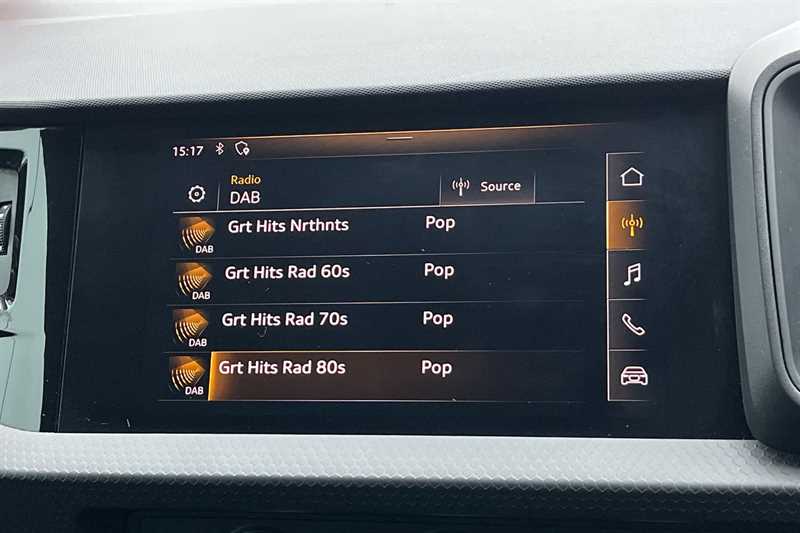 15:17
Radio
DAB
Source
Grt Hits Nrthnts Pop
DAB
Grt Hits Rad 60s Pop
DAB
Grt Hits Rad 70s Pop
DAB
Grt Hits Rad 80s Pop
DAB